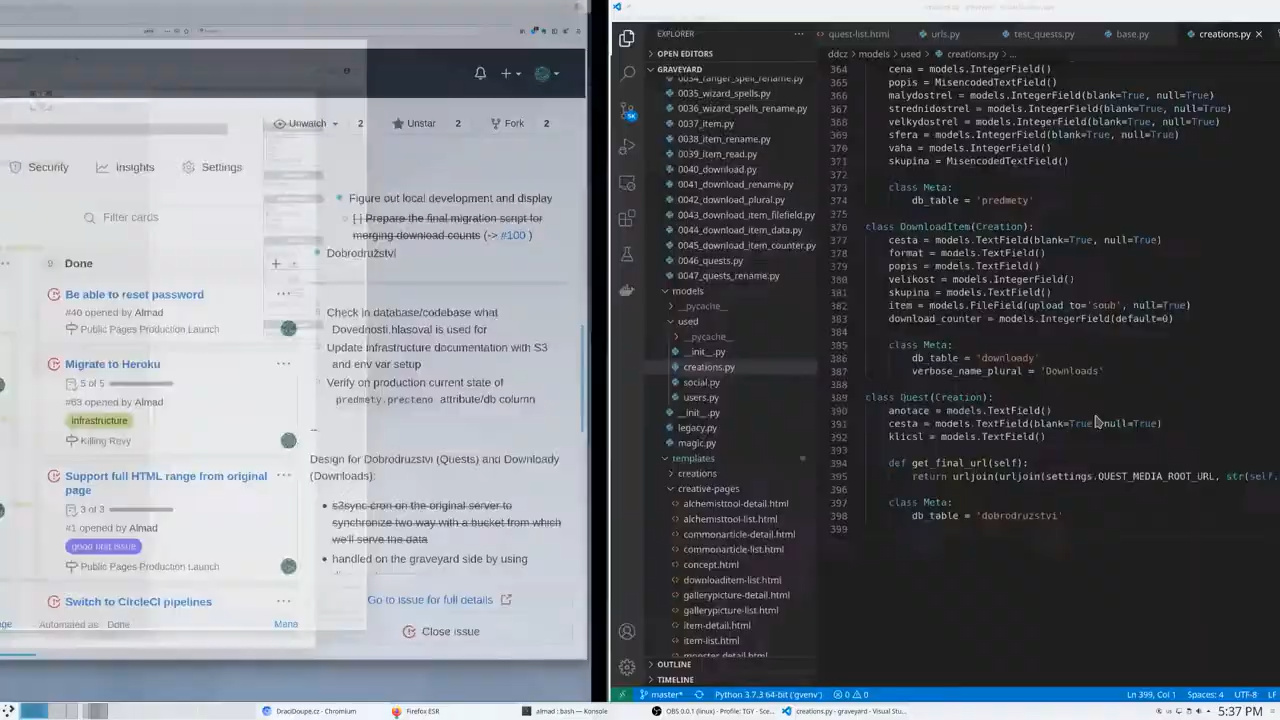 Unwatch 2
Unstar 2
Fork 2
Security
Insights
Settings
Filter cards
Figure out local development and display
[ ] Prepare the final migration script for
merging download counts (-> #100 )
Dobrodružství
Done
Be able to reset password
#40 opened by Almad
Public Pages Production Launch
Migrate to Heroku
5 of 5
#63 opened by Almad
infrastructure
Killing Revy
Support full HTML range from original
page
3 of 3
#1 opened by Almad
good first issue
Public Pages Production Launch
Switch to CircleCI pipelines
Automated as Done
Mana
Check in database/codebase what
Dovednosti.hlasoval is used for
Update infrastructure documentation with S3
and env var setup
Verify on production current state of
predmety.precteno attribute/db column
Design for Dobrodruzstvi (Quests) and Downloady
(Downloads):
s3sync cron on the original server to
synchronize two way with a bucket from which
we'll serve the data
handled on the graveyard side by using
Go to issue for full details
Close issue
EXPLORER
OPEN EDITORS
GRAVEYARD
0034_ranger_spell_rename.py
0035_wizard_spells.py
0036_wizard_spells_rename.py
0037_item.py
0038_item_rename.py
0039_item_read.py
0040_download.py
0041_download_rename.py
0042_download_plural.py
0043_download_item_filefield.py
0044_download_item_data.py
0045_download_item_counter.py
0046_quests.py
0047_quests_rename.py
models
__pycache__
used
__pycache__
__init__.py
creations.py
social.py
users.py
__init__.py
legacy.py
magic.py
templates
creations
creative-pages
alchemisttool-detail.html
alchemisttool-list.html
commonarticle-detail.html
commonarticle-list.html
concept.html
downloaditem-list.html
gallerypicture-detail.html
gallerypicture-list.html
item-detail.html
item-list.html
monster-detail.html
OUTLINE
TIMELINE
quest-list.html
urls.py
test_quests.py
base.py
creations.py
ddcz > models > used > creations.py > ...
364 cena = models.IntegerField()
365 popis = MisencodedTextField()
366 malydostrel = models.IntegerField(blank=True, null=True)
367 strednidostrel = models.IntegerField(blank=True, null=True)
368 velkydostrel = models.IntegerField(blank=True, null=True)
369 sfera = models.IntegerField(blank=True, null=True)
370 vaha = models.IntegerField()
371 skupina = MisencodedTextField()
372
373 class Meta:
374 db_table = 'predmety'
375
376 class DownloadItem(Creation):
377 cesta = models.TextField(blank=True, null=True)
378 format = models.TextField()
379 popis = models.TextField()
380 velikost = models.IntegerField()
381 skupina = models.TextField()
382 item = models.FileField(upload_to='soub', null=True)
383 download_counter = models.IntegerField(default=0)
384
385 class Meta:
386 db_table = 'downloady'
387 verbose_name_plural = 'Downloads'
388
389 class Quest(Creation):
390 anotace = models.TextField()
391 cesta = models.TextField(blank=True, null=True)
392 klicsl = models.TextField()
393
394 def get_final_url(self):
395 return urljoin(urljoin(settings.QUEST_MEDIA_ROOT_URL, str(self.
396
397 class Meta:
398 db_table = 'dobrodruzstvi'
399
master*
Python 3.7.3 64-bit ('gvenv')
0 0
Ln 399, Col 1
Spaces: 4
UTF-8
LF
DraciDoupe.cz - Chromium
Firefox ESR
almad : bash — Konsole
OBS 0.0.1 (linux) - Profile: TGY - Sce...
creations.py - graveyard - Visual Stu...
5:37 PM